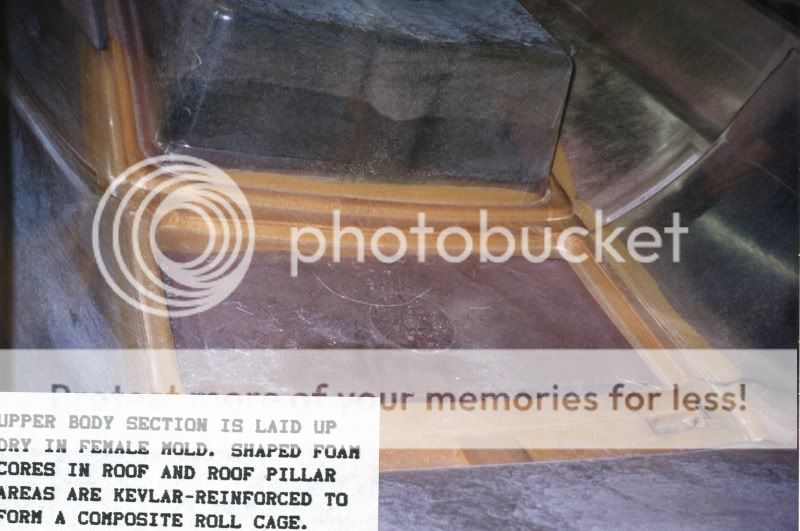 photobucket
Protect more of your memories for less!
UPPER BODY SECTION IS LAID UP
DRY IN FEMALE MOLD. SHAPED FOAM
CORES IN ROOF AND ROOF PILLAR
AREAS ARE KEVLAR-REINFORCED TO
FORM A COMPOSITE ROLL CAGE.